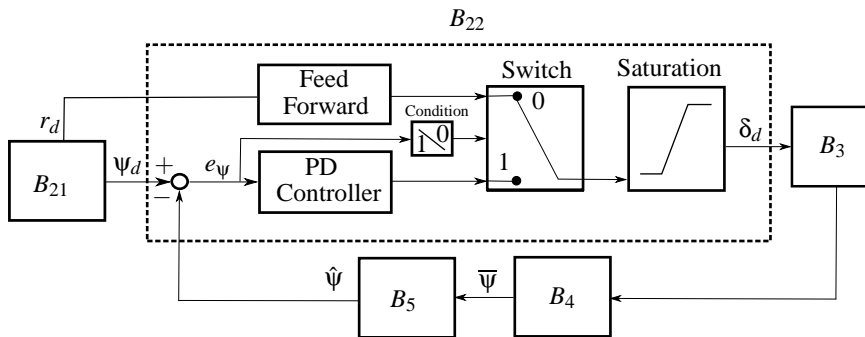 B₂₂
Feed
Forward
Switch
Saturation
r_d
Condition
0
1 0
δ_d
B₃
B₂₁
ψ_d
+
−
e_ψ
PD
Controller
1
ψ̂
B₅
ψ̅
B₄